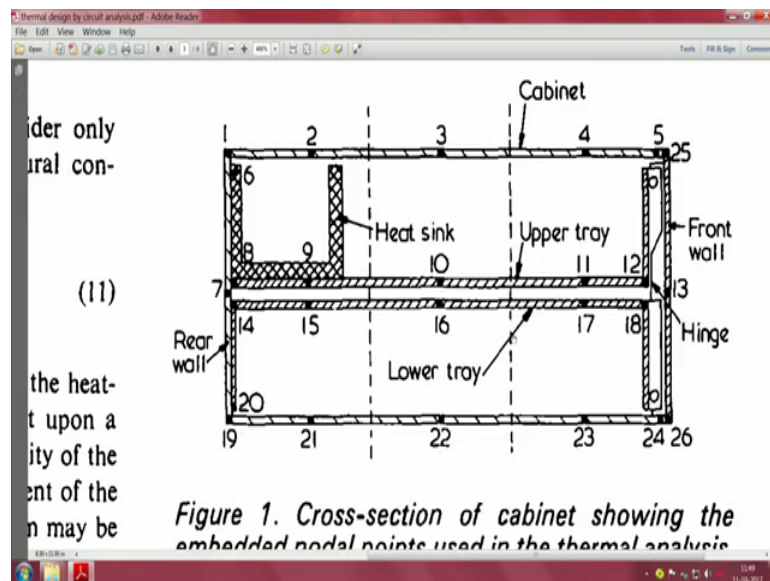 thermal design by circuit analysis.pdf - Adobe Reader
File Edit View Window Help
Open
Tools Fill & Sign Comment
ider only
ıral con-
(11)
the heat-
t upon a
ity of the
ent of the
n may be
Cabinet
1 2 3 4 5 25
6
Heat sink
Upper tray
Front
wall
8 9 10 11 12
7 13
14 15 16 17 18
Hinge
Rear
wall
Lower tray
20
19 21 22 23 24 26
Figure 1. Cross-section of cabinet showing the
embedded nodal points used in the thermal analysis
11:49